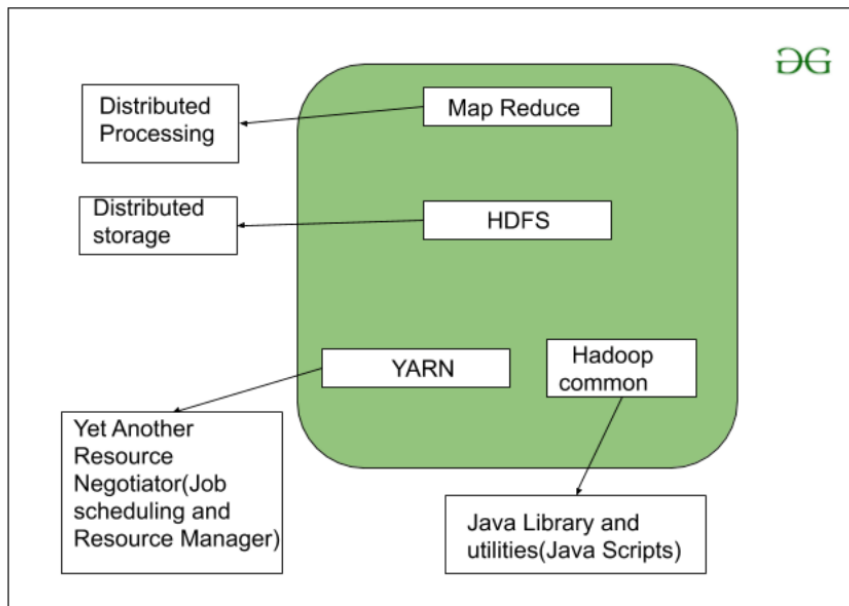 Distributed
Processing
Map Reduce
Distributed
storage
HDFS
YARN
Hadoop
common
Yet Another
Resource
Negotiator(Job
scheduling and
Resource Manager)
Java Library and
utilities(Java Scripts)